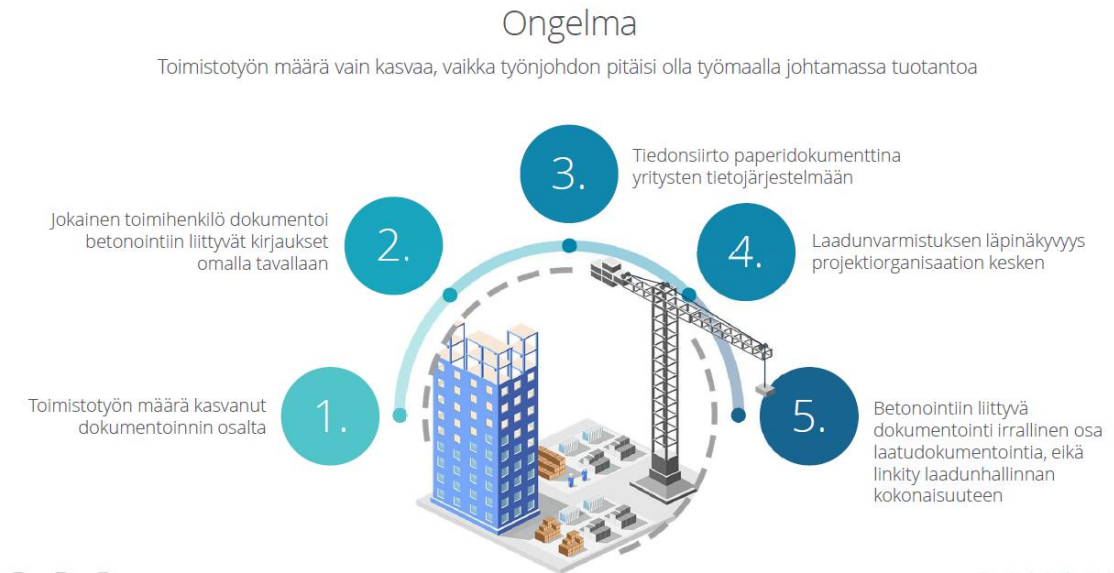 Ongelma
Toimistotyön määrä vain kasvaa, vaikka työnjohdon pitäisi olla työmaalla johtamassa tuotantoa
1.
Toimistotyön määrä kasvanut
dokumentoinnin osalta
2.
Jokainen toimihenkilö dokumentoi
betonointiin liittyvät kirjaukset
omalla tavallaan
3.
Tiedonsiirto paperidokumenttina
yritysten tietojärjestelmään
4.
Laadunvarmistuksen läpinäkyvyys
projektiorganisaation kesken
5.
Betonointiin liittyvä
dokumentointi irrallinen osa
laatudokumentointia, eikä
linkity laadunhallinnan
kokonaisuuteen